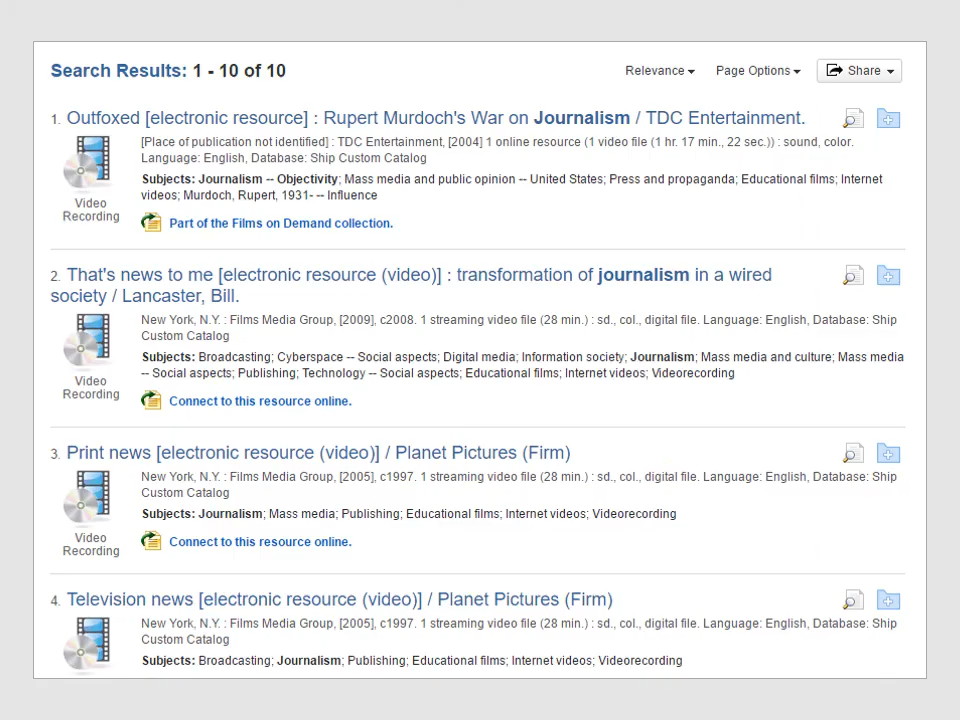 Search Results: 1 - 10 of 10
Relevance
Page Options
Share
1. Outfoxed [electronic resource] : Rupert Murdoch's War on Journalism / TDC Entertainment.
[Place of publication not identified] : TDC Entertainment, [2004] 1 online resource (1 video file (1 hr. 17 min., 22 sec.)) : sound, color.
Language: English, Database: Ship Custom Catalog
Subjects: Journalism -- Objectivity; Mass media and public opinion -- United States; Press and propaganda; Educational films; Internet
videos; Murdoch, Rupert, 1931- -- Influence
Video
Recording
Part of the Films on Demand collection.
2. That's news to me [electronic resource (video)] : transformation of journalism in a wired
society / Lancaster, Bill.
New York, N.Y. : Films Media Group, [2009], c2008. 1 streaming video file (28 min.) : sd., col., digital file. Language: English, Database: Ship
Custom Catalog
Subjects: Broadcasting; Cyberspace -- Social aspects; Digital media; Information society; Journalism; Mass media and culture; Mass media
-- Social aspects; Publishing; Technology -- Social aspects; Educational films; Internet videos; Videorecording
Video
Recording
Connect to this resource online.
3. Print news [electronic resource (video)] / Planet Pictures (Firm)
New York, N.Y. : Films Media Group, [2005], c1997. 1 streaming video file (28 min.) : sd., col., digital file. Language: English, Database: Ship
Custom Catalog
Subjects: Journalism; Mass media; Publishing; Educational films; Internet videos; Videorecording
Video
Recording
Connect to this resource online.
4. Television news [electronic resource (video)] / Planet Pictures (Firm)
New York, N.Y. : Films Media Group, [2005], c1997. 1 streaming video file (28 min.) : sd., col., digital file. Language: English, Database: Ship
Custom Catalog
Subjects: Broadcasting; Journalism; Publishing; Educational films; Internet videos; Videorecording